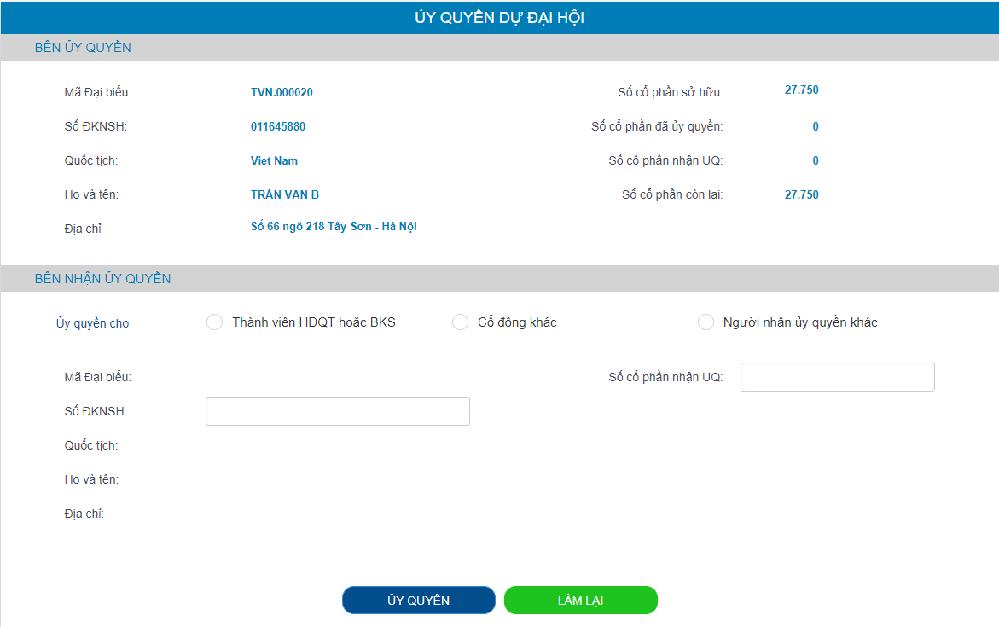 ỦY QUYỀN DỰ ĐẠI HỘI
BÊN ỦY QUYỀN
Mã Đại biểu: TVN.000020 Số cổ phần sở hữu: 27.750
Số ĐKNSH: 011645880 Số cổ phần đã ủy quyền: 0
Quốc tịch: Viet Nam Số cổ phần nhận UQ: 0
Họ và tên: TRẦN VĂN B Số cổ phần còn lại: 27.750
Địa chỉ Số 66 ngõ 218 Tây Sơn - Hà Nội
BÊN NHẬN ỦY QUYỀN
Ủy quyền cho Thành viên HĐQT hoặc BKS Cổ đông khác Người nhận ủy quyền khác
Mã Đại biểu: Số cổ phần nhận UQ:
Số ĐKNSH:
Quốc tịch:
Họ và tên:
Địa chỉ:
ỦY QUYỀN LÀM LẠI